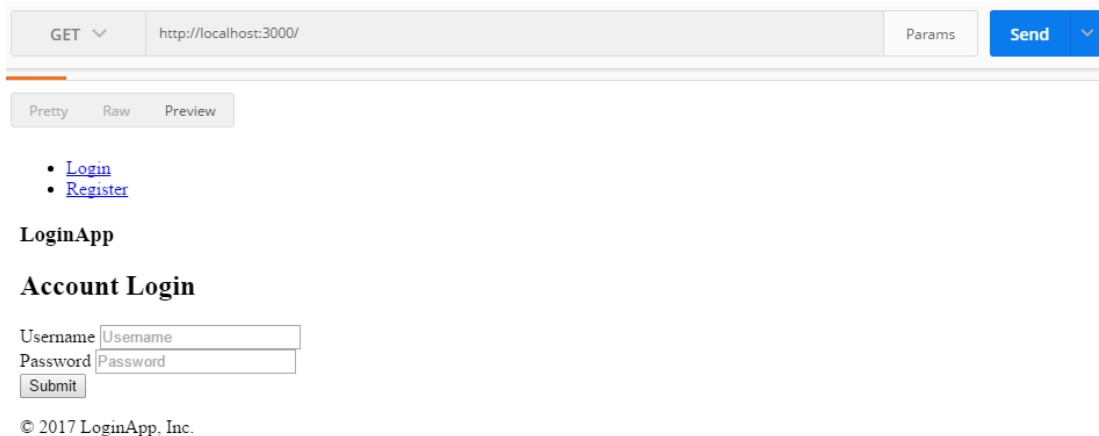 GET http://localhost:3000/ Params Send
Pretty Raw Preview
Login
Register
LoginApp
Account Login
Username Username
Password Password
Submit
© 2017 LoginApp, Inc.